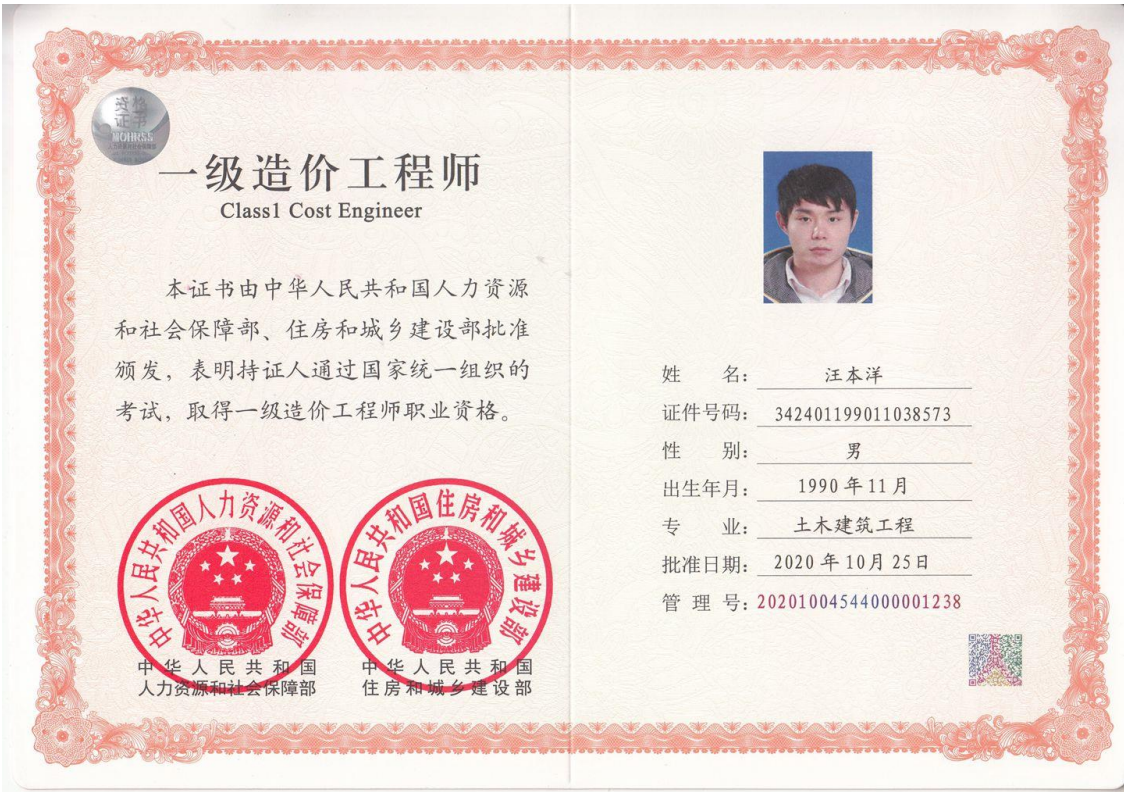 资格
证书
MOHRSS
一级造价工程师
Class1 Cost Engineer
本证书由中华人民共和国人力资源
和社会保障部、住房和城乡建设部批准
颁发，表明持证人通过国家统一组织的
考试，取得一级造价工程师职业资格。
中华人民共和国人力资源和社会保障部
中华人民共和国住房和城乡建设部
中华人民共和国
人力资源和社会保障部
中华人民共和国
住房和城乡建设部
姓 名： 汪本洋
证件号码： 342401199011038573
性 别： 男
出生年月： 1990年11月
专 业： 土木建筑工程
批准日期： 2020年10月25日
管 理 号： 20201004544000001238